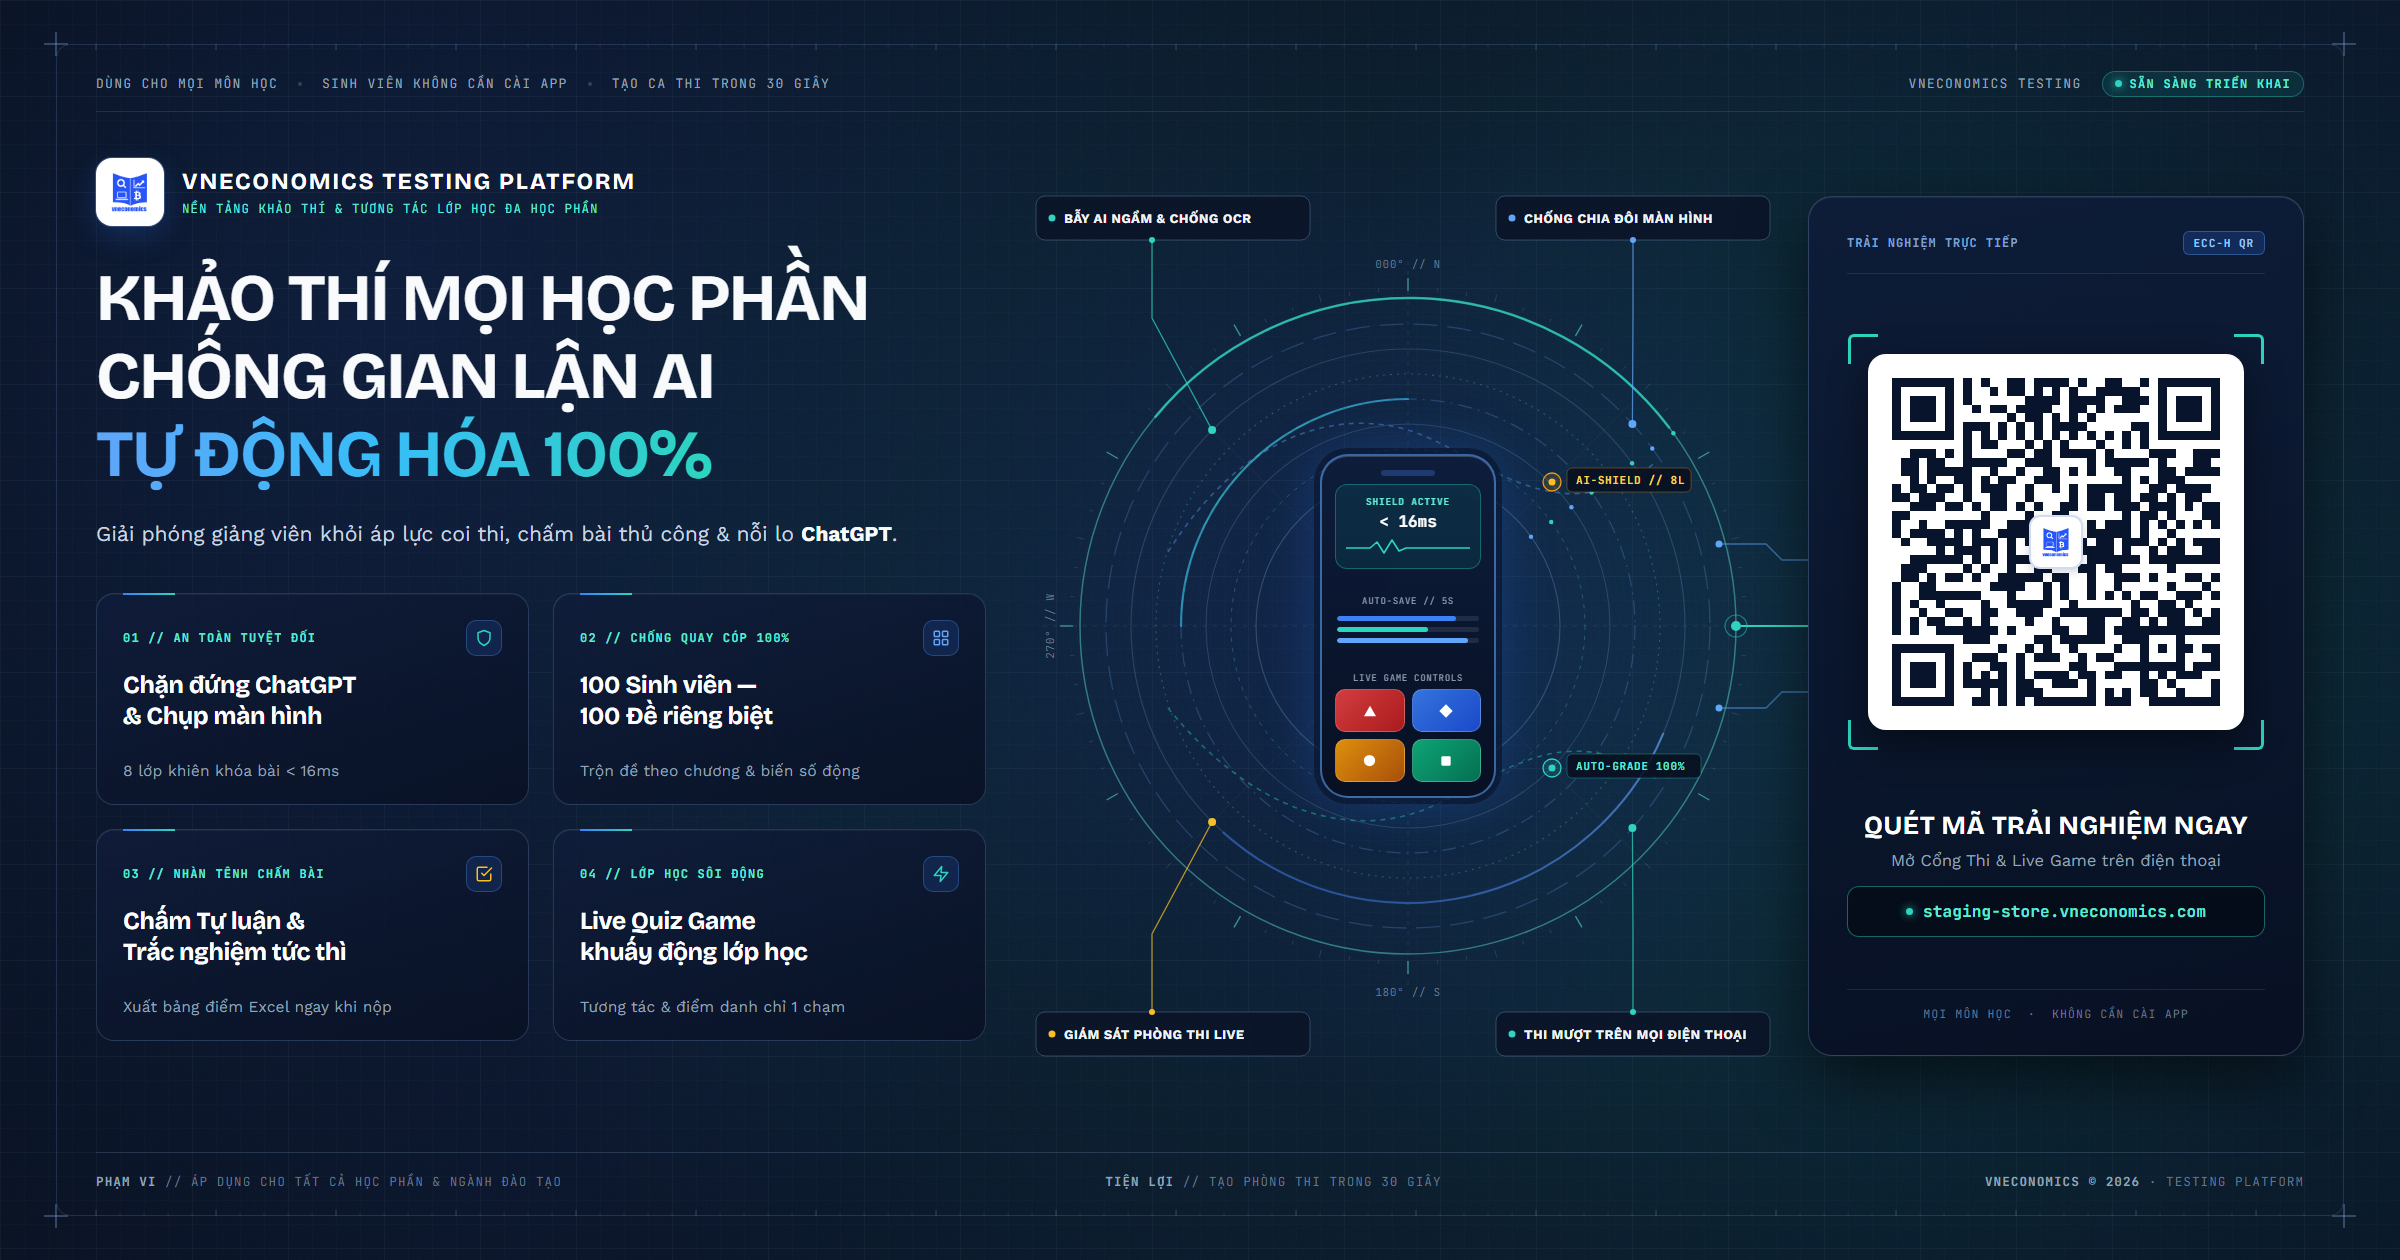 DÙNG CHO MỌI MÔN HỌC • SINH VIÊN KHÔNG CẦN CÀI APP • TẠO CA THI TRONG 30 GIÂY
VNECONOMICS TESTING
SẴN SÀNG TRIỂN KHAI
VNECONOMICS
VNECONOMICS TESTING PLATFORM
NỀN TẢNG KHẢO THÍ & TƯƠNG TÁC LỚP HỌC ĐA HỌC PHẦN
KHẢO THÍ MỌI HỌC PHẦN
CHỐNG GIAN LẬN AI
TỰ ĐỘNG HÓA 100%
Giải phóng giảng viên khỏi áp lực coi thi, chấm bài thủ công & nỗi lo ChatGPT.
01 // AN TOÀN TUYỆT ĐỐI
Chặn đứng ChatGPT
& Chụp màn hình
8 lớp khiên khóa bài < 16ms
02 // CHỐNG QUAY CÓP 100%
100 Sinh viên —
100 Đề riêng biệt
Trộn đề theo chương & biến số động
03 // NHÀN TÊNH CHẤM BÀI
Chấm Tự luận &
Trắc nghiệm tức thì
Xuất bảng điểm Excel ngay khi nộp
04 // LỚP HỌC SÔI ĐỘNG
Live Quiz Game
khuấy động lớp học
Tương tác & điểm danh chỉ 1 chạm
BẪY AI NGẦM & CHỐNG OCR
CHỐNG CHIA ĐÔI MÀN HÌNH
000° // N
270° // W
SHIELD ACTIVE
< 16ms
AUTO-SAVE // 5S
LIVE GAME CONTROLS
AI-SHIELD // 8L
AUTO-GRADE 100%
180° // S
GIÁM SÁT PHÒNG THI LIVE
THI MƯỢT TRÊN MỌI ĐIỆN THOẠI
TRẢI NGHIỆM TRỰC TIẾP
ECC-H QR
VNECONOMICS
QUÉT MÃ TRẢI NGHIỆM NGAY
Mở Cổng Thi & Live Game trên điện thoại
staging-store.vneconomics.com
MỌI MÔN HỌC · KHÔNG CẦN CÀI APP
PHẠM VI // ÁP DỤNG CHO TẤT CẢ HỌC PHẦN & NGÀNH ĐÀO TẠO
TIỆN LỢI // TẠO PHÒNG THI TRONG 30 GIÂY
VNECONOMICS © 2026 · TESTING PLATFORM